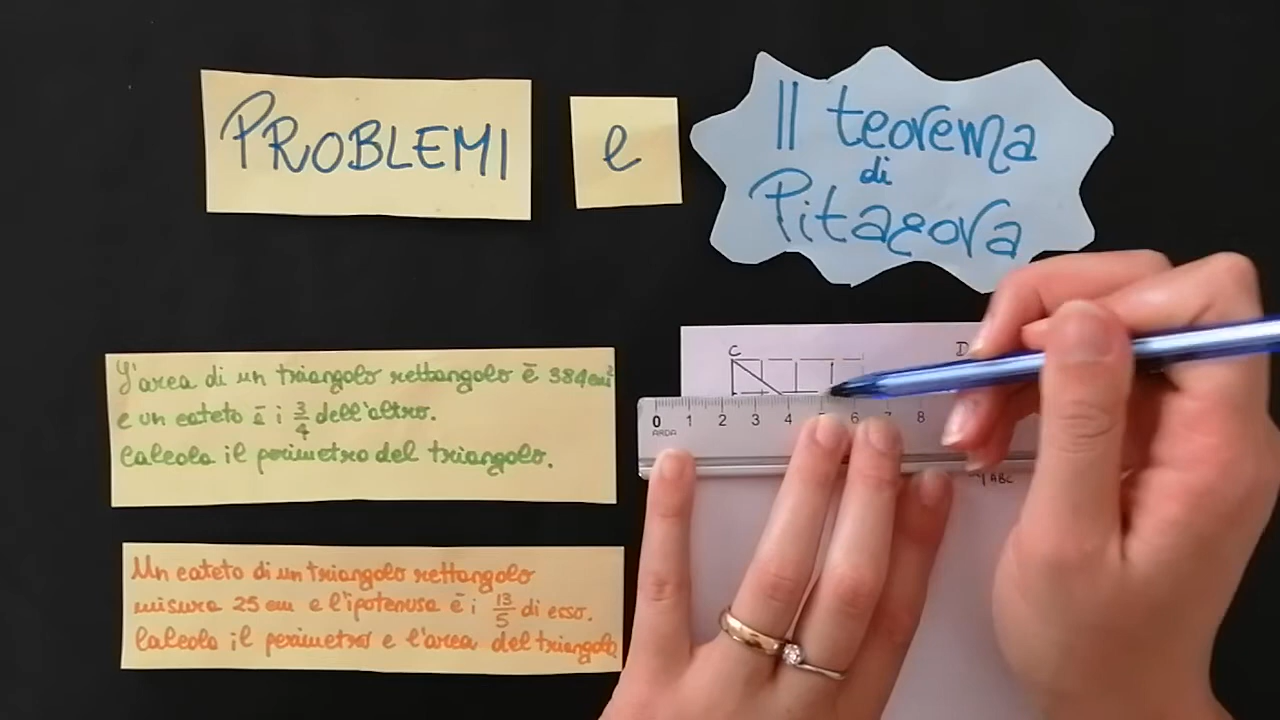 PROBLEMI
e
Il teorema
di
Pitagora
L'area di un triangolo rettangolo è 384 cm²
e un cateto è i 3/4 dell'altro.
Calcola il perimetro del triangolo.
C
D
0 1 2 3 4 5 6 7 8
ARDA
ABC
Un cateto di un triangolo rettangolo
misura 25 cm e l'ipotenusa è i 13/5 di esso.
Calcola il perimetro e l'area del triangolo.